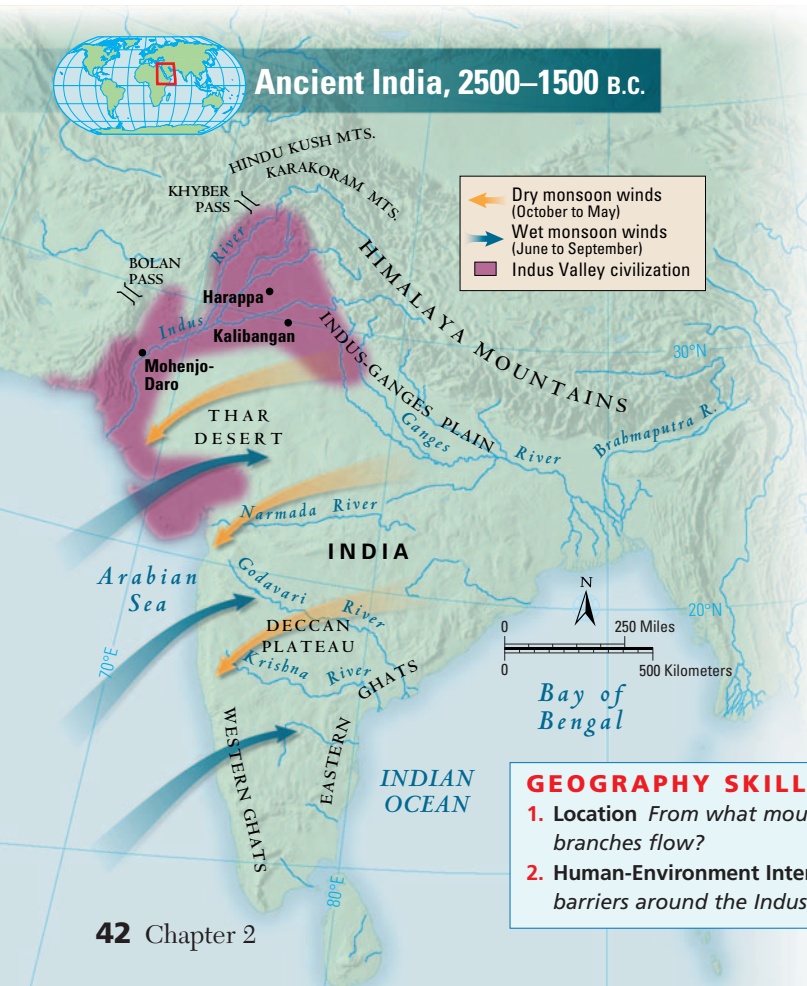 Ancient India, 2500–1500 B.C.
HINDU KUSH MTS.
KARAKORAM MTS.
KHYBER
PASS
Dry monsoon winds
(October to May)
Wet monsoon winds
(June to September)
Indus Valley civilization
BOLAN
PASS
River
HIMALAYA MOUNTAINS
Harappa
Indus
Kalibangan
INDUS-GANGES PLAIN
30°N
Mohenjo-
Daro
THAR
DESERT
Ganges
River
Brahmaputra R.
Narmada River
INDIA
Arabian
Sea
Godavari
River
N
20°N
0
250 Miles
0
500 Kilometers
DECCAN
PLATEAU
70°E
Krishna River
GHATS
Bay of
Bengal
WESTERN GHATS
EASTERN
INDIAN
OCEAN
80°E
GEOGRAPHY SKILL
1. Location From what
branches flow?
2. Human-Environment
barriers around the Indus
42 Chapter 2